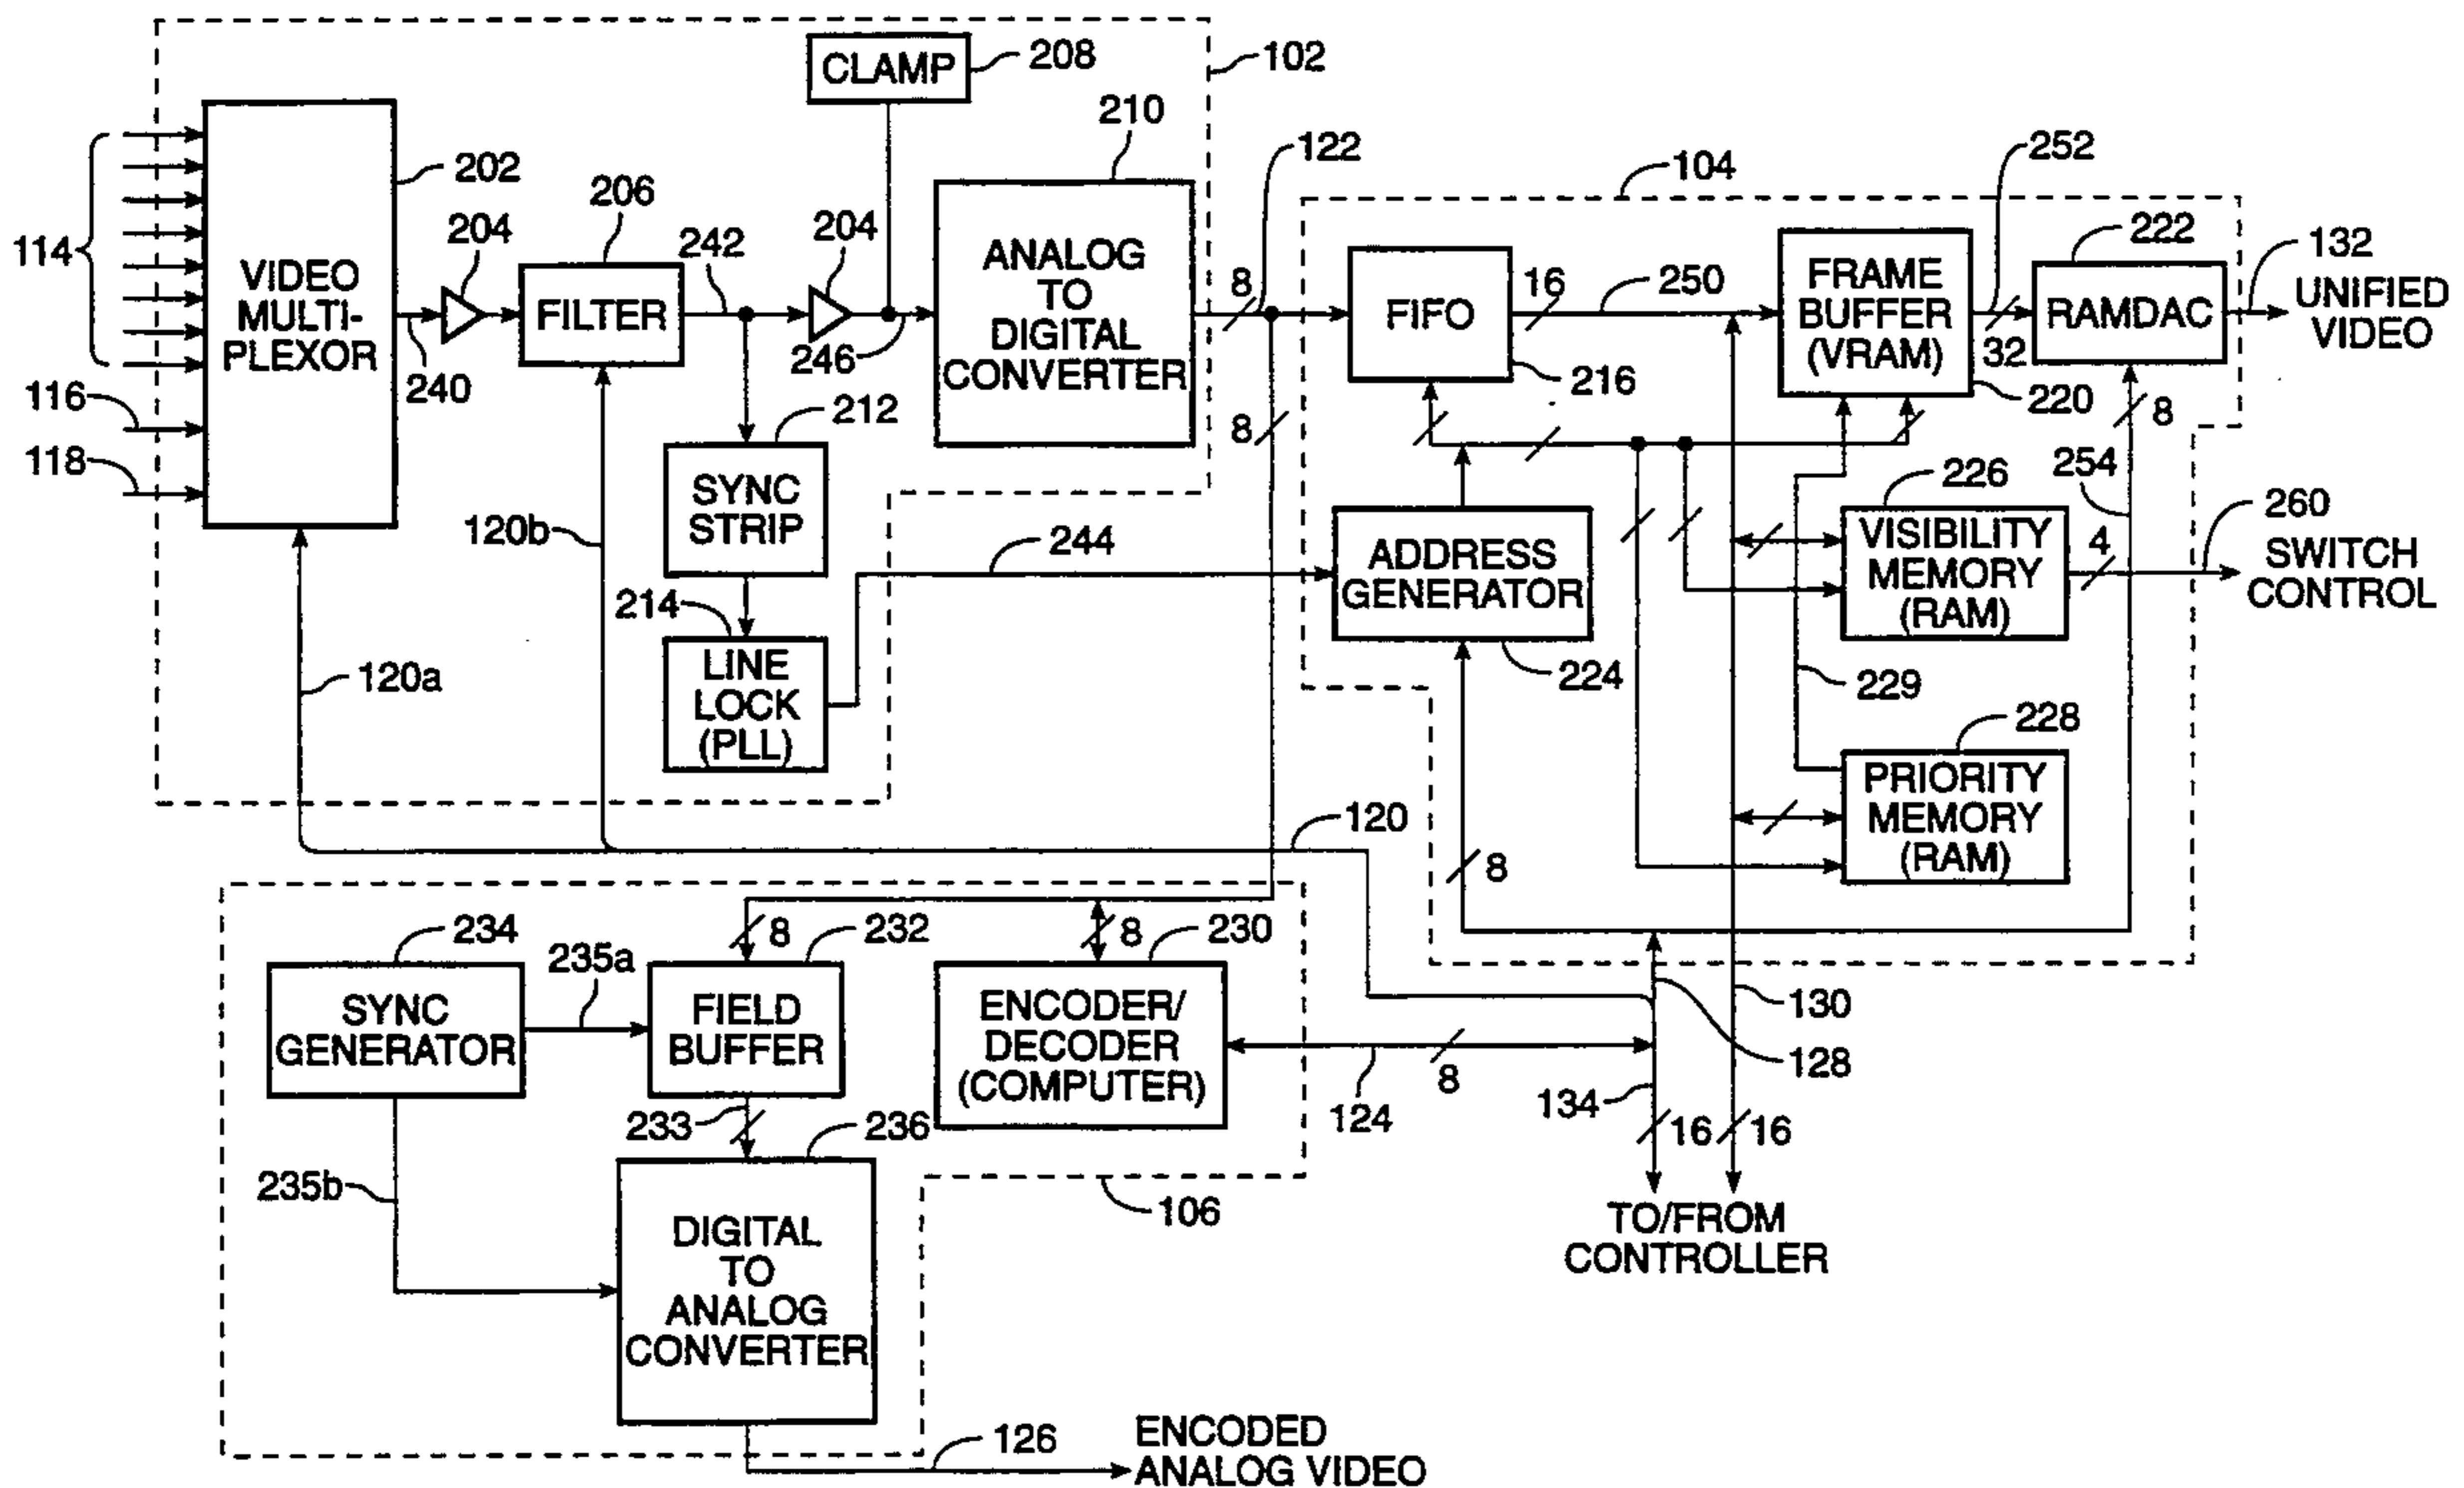 CLAMP
208
102
210
122
104
252
202
206
204
242
204
222
132
114
VIDEO
MULTI-
PLEXOR
FILTER
ANALOG
TO
DIGITAL
CONVERTER
8
FIFO
16
250
FRAME
BUFFER
(VRAM)
RAMDAC
UNIFIED
VIDEO
32
240
246
216
220
8
116
212
8
118
SYNC
STRIP
120b
244
254
226
260
ADDRESS
GENERATOR
VISIBILITY
MEMORY
(RAM)
4
SWITCH
CONTROL
214
224
229
120a
LINE
LOCK
(PLL)
228
PRIORITY
MEMORY
(RAM)
120
8
234
235a
8
232
8
230
SYNC
GENERATOR
FIELD
BUFFER
ENCODER/
DECODER
(COMPUTER)
130
128
8
124
134
233
236
16
16
235b
106
TO/FROM
CONTROLLER
DIGITAL
TO
ANALOG
CONVERTER
126
ENCODED
ANALOG VIDEO